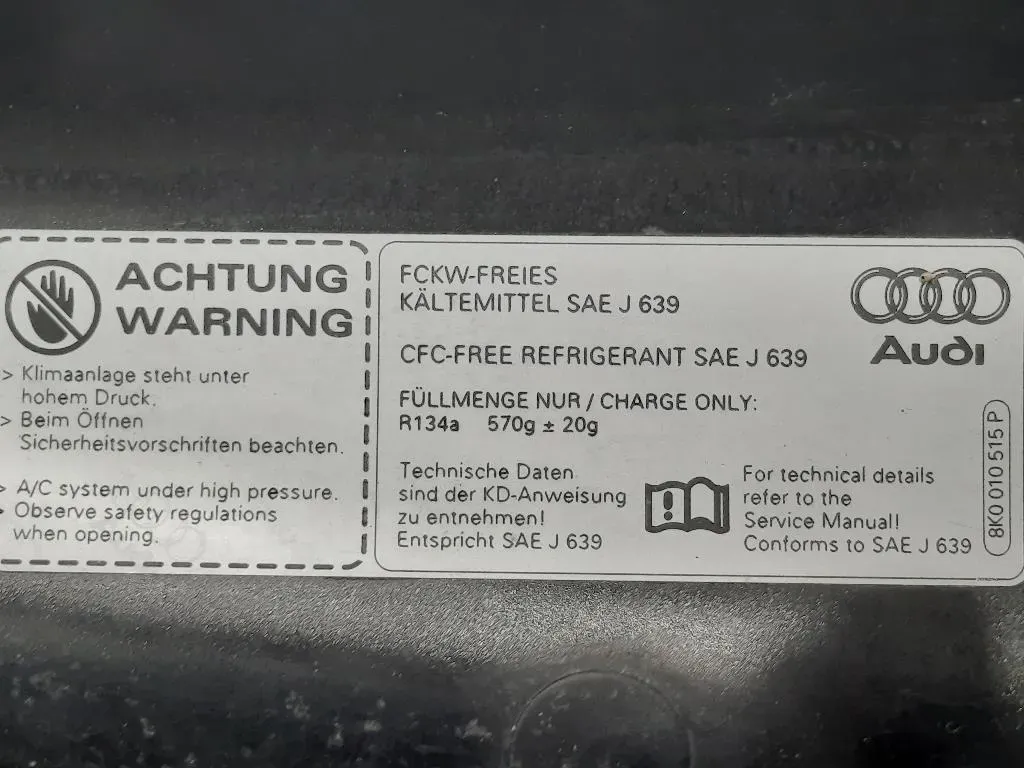 ACHTUNG
WARNING
> Klimaanlage steht unter
hohem Druck.
> Beim Öffnen
Sicherheitsvorschriften beachten.
> A/C system under high pressure.
> Observe safety regulations
when opening.
FCKW-FREIES
KÄLTEMITTEL SAE J 639
CFC-FREE REFRIGERANT SAE J 639
FÜLLMENGE NUR / CHARGE ONLY:
R134a 570g ± 20g
Technische Daten
sind der KD-Anweisung
zu entnehmen!
Entspricht SAE J 639
For technical details
refer to the
Service Manual!
Conforms to SAE J 639
Audi
8K0 010 515 P